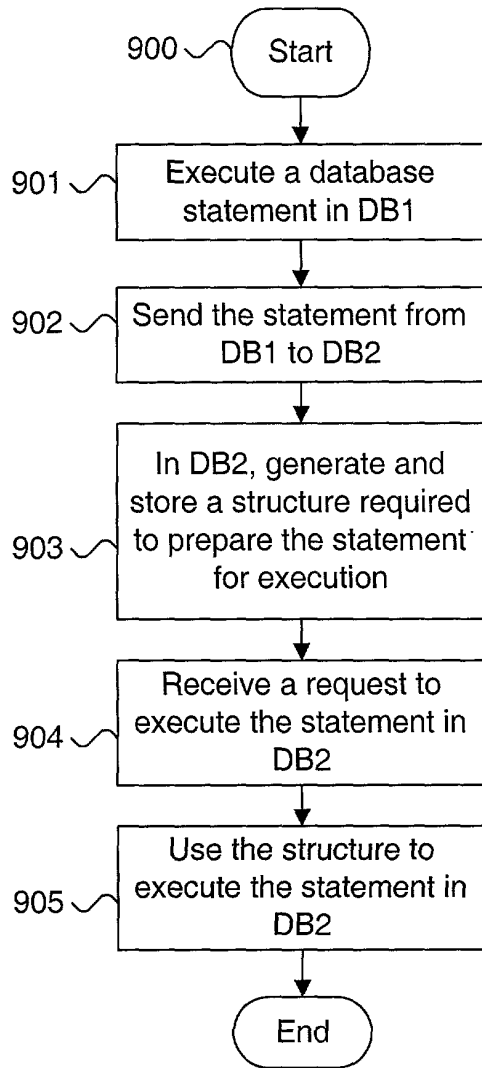 900
Start
901
Execute a database
statement in DB1
902
Send the statement from
DB1 to DB2
903
In DB2, generate and
store a structure required
to prepare the statement
for execution
904
Receive a request to
execute the statement in
DB2
905
Use the structure to
execute the statement in
DB2
End